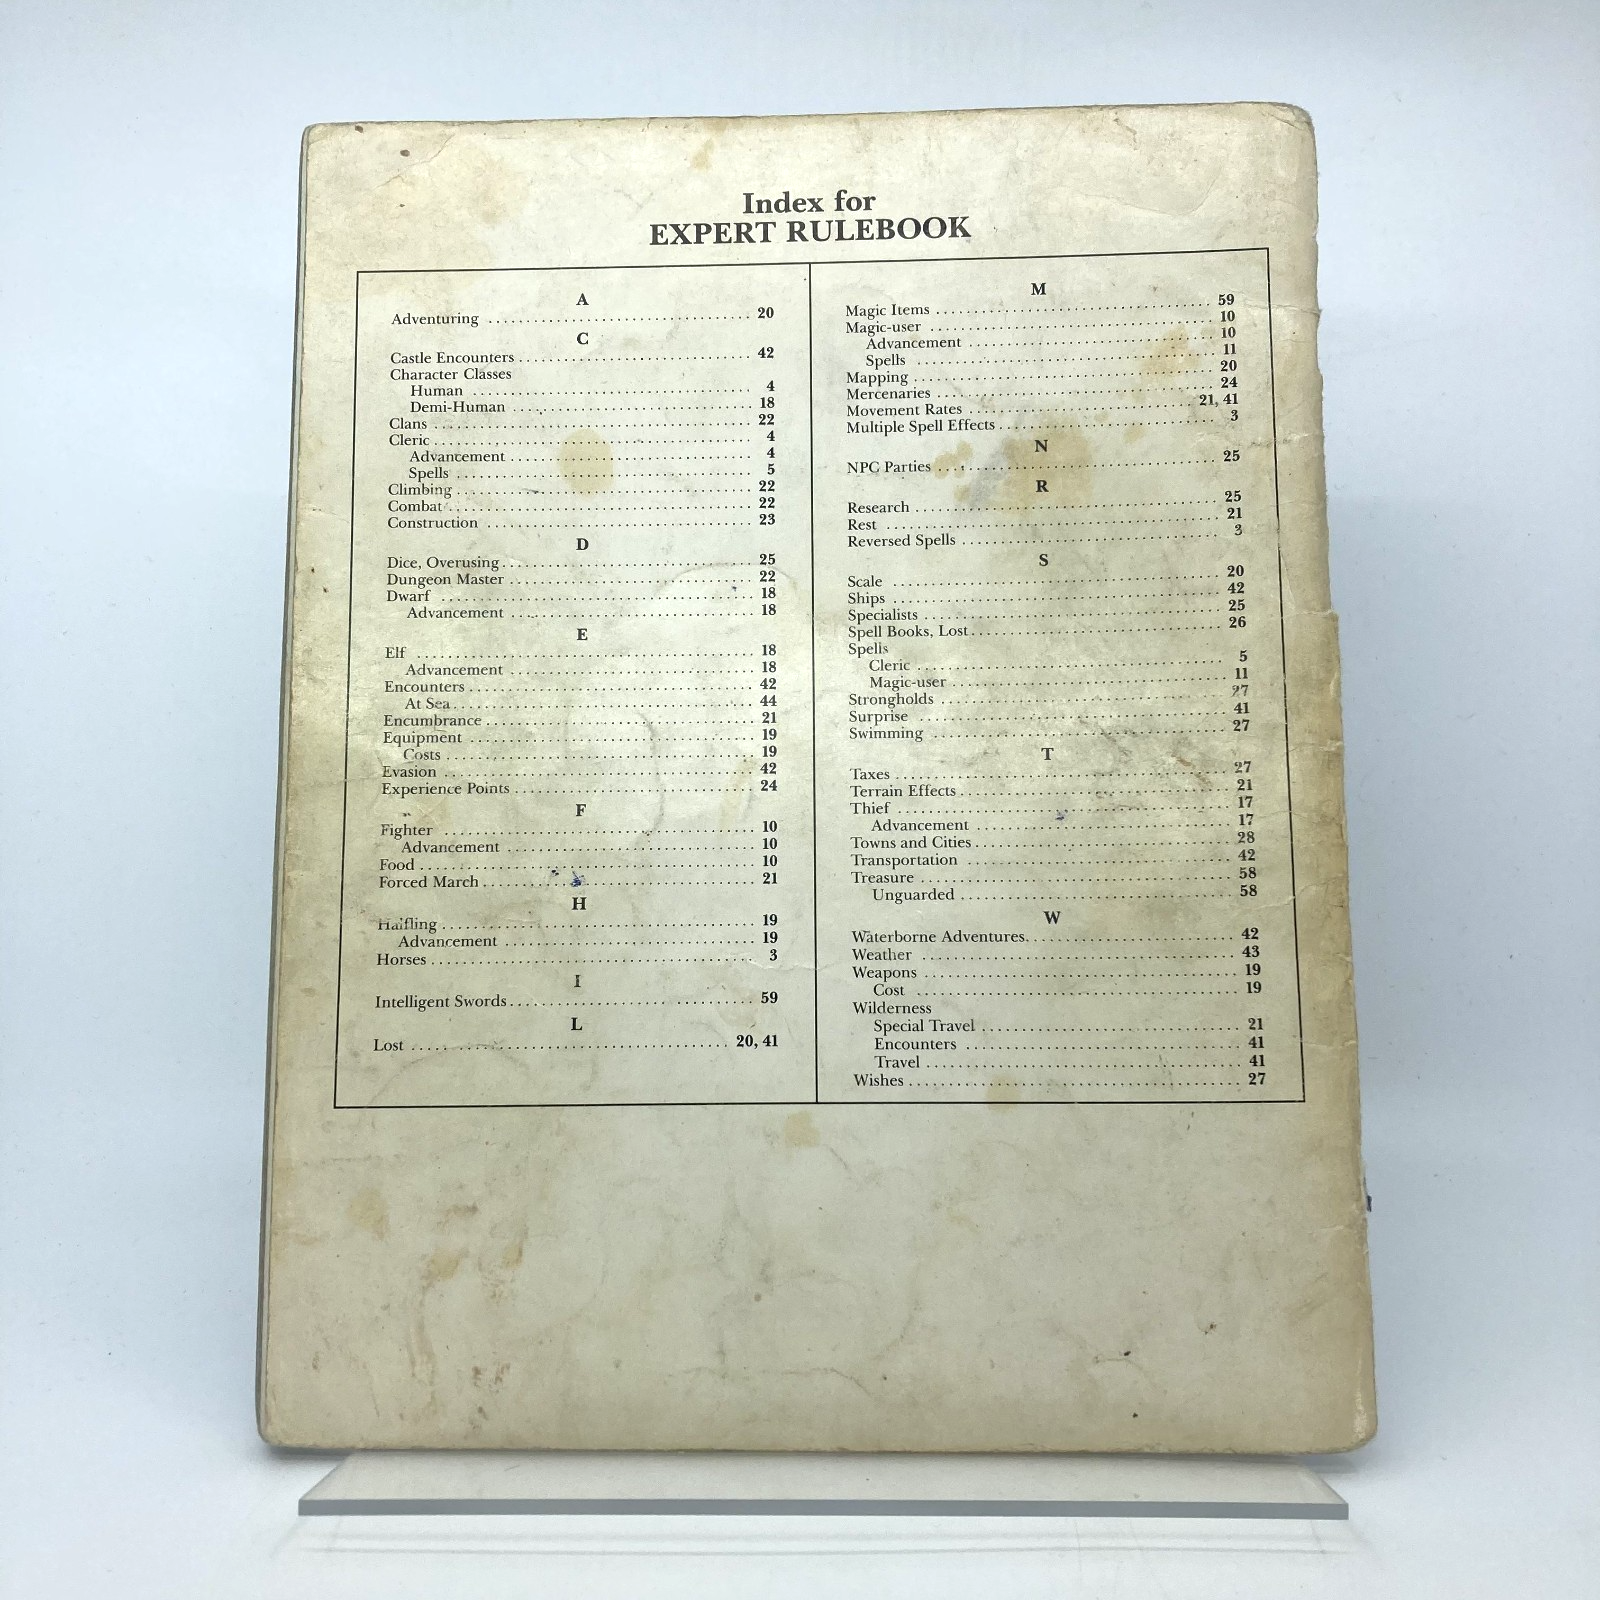 Index for
EXPERT RULEBOOK
A
Adventuring .................... 20
C
Castle Encounters .................... 42
Character Classes
Human .................... 4
Demi-Human .................... 18
Clans .................... 22
Cleric .................... 4
Advancement .................... 4
Spells .................... 5
Climbing .................... 22
Combat .................... 22
Construction .................... 23
D
Dice, Overusing .................... 25
Dungeon Master .................... 22
Dwarf .................... 18
Advancement .................... 18
E
Elf .................... 18
Advancement .................... 18
Encounters .................... 42
At Sea .................... 44
Encumbrance .................... 21
Equipment .................... 19
Costs .................... 19
Evasion .................... 42
Experience Points .................... 24
F
Fighter .................... 10
Advancement .................... 10
Food .................... 10
Forced March .................... 21
H
Halfling .................... 19
Advancement .................... 19
Horses .................... 3
I
Intelligent Swords .................... 59
L
Lost .................... 20, 41
M
Magic Items .................... 59
Magic-user .................... 10
Advancement .................... 10
Spells .................... 11
Mapping .................... 20
Mercenaries .................... 24
Movement Rates .................... 21, 41
Multiple Spell Effects .................... 3
N
NPC Parties .................... 25
R
Research .................... 25
Rest .................... 21
Reversed Spells .................... 3
S
Scale .................... 20
Ships .................... 42
Specialists .................... 25
Spell Books, Lost .................... 26
Spells
Cleric .................... 5
Magic-user .................... 11
Strongholds .................... 27
Surprise .................... 41
Swimming .................... 27
T
Taxes .................... 27
Terrain Effects .................... 21
Thief .................... 17
Advancement .................... 17
Towns and Cities .................... 28
Transportation .................... 42
Treasure .................... 58
Unguarded .................... 58
W
Waterborne Adventures .................... 42
Weather .................... 43
Weapons .................... 19
Cost .................... 19
Wilderness
Special Travel .................... 21
Encounters .................... 41
Travel .................... 41
Wishes .................... 27